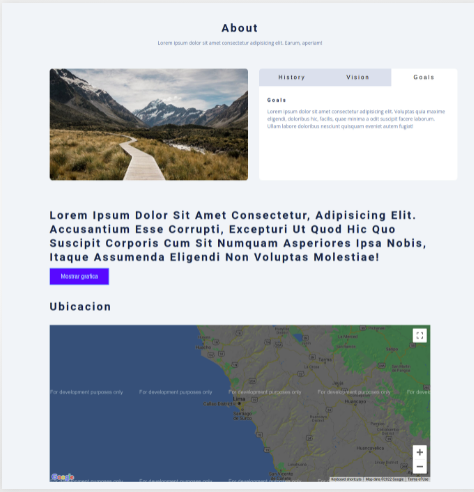 About
Lorem ipsum dolor sit amet consectetur adipisicing elit. Earum, aperiam!
History Vision Goals
Goals
Lorem ipsum dolor sit amet consectetur adipisicing elit. Voluptas quia maxime
eligendi, doloribus hic, facilis, quae minima a odit suscipit facere laborum.
Ullam labore doloribus nesciunt quisquam eveniet autem fugiat!
Lorem Ipsum Dolor Sit Amet Consectetur, Adipisicing Elit.
Accusantium Esse Corrupti, Excepturi Ut Quod Hic Quo
Suscipit Corporis Cum Sit Numquam Asperiores Ipsa Nobis,
Itaque Assumenda Eligendi Non Voluptas Molestiae!
Mostrar grafica
Ubicacion
For development purposes only For development purposes only For development purposes only For development purposes only For deve
Lima
Huancayo
Google
Keyboard shortcuts Map data ©2022 Google Terms of Use